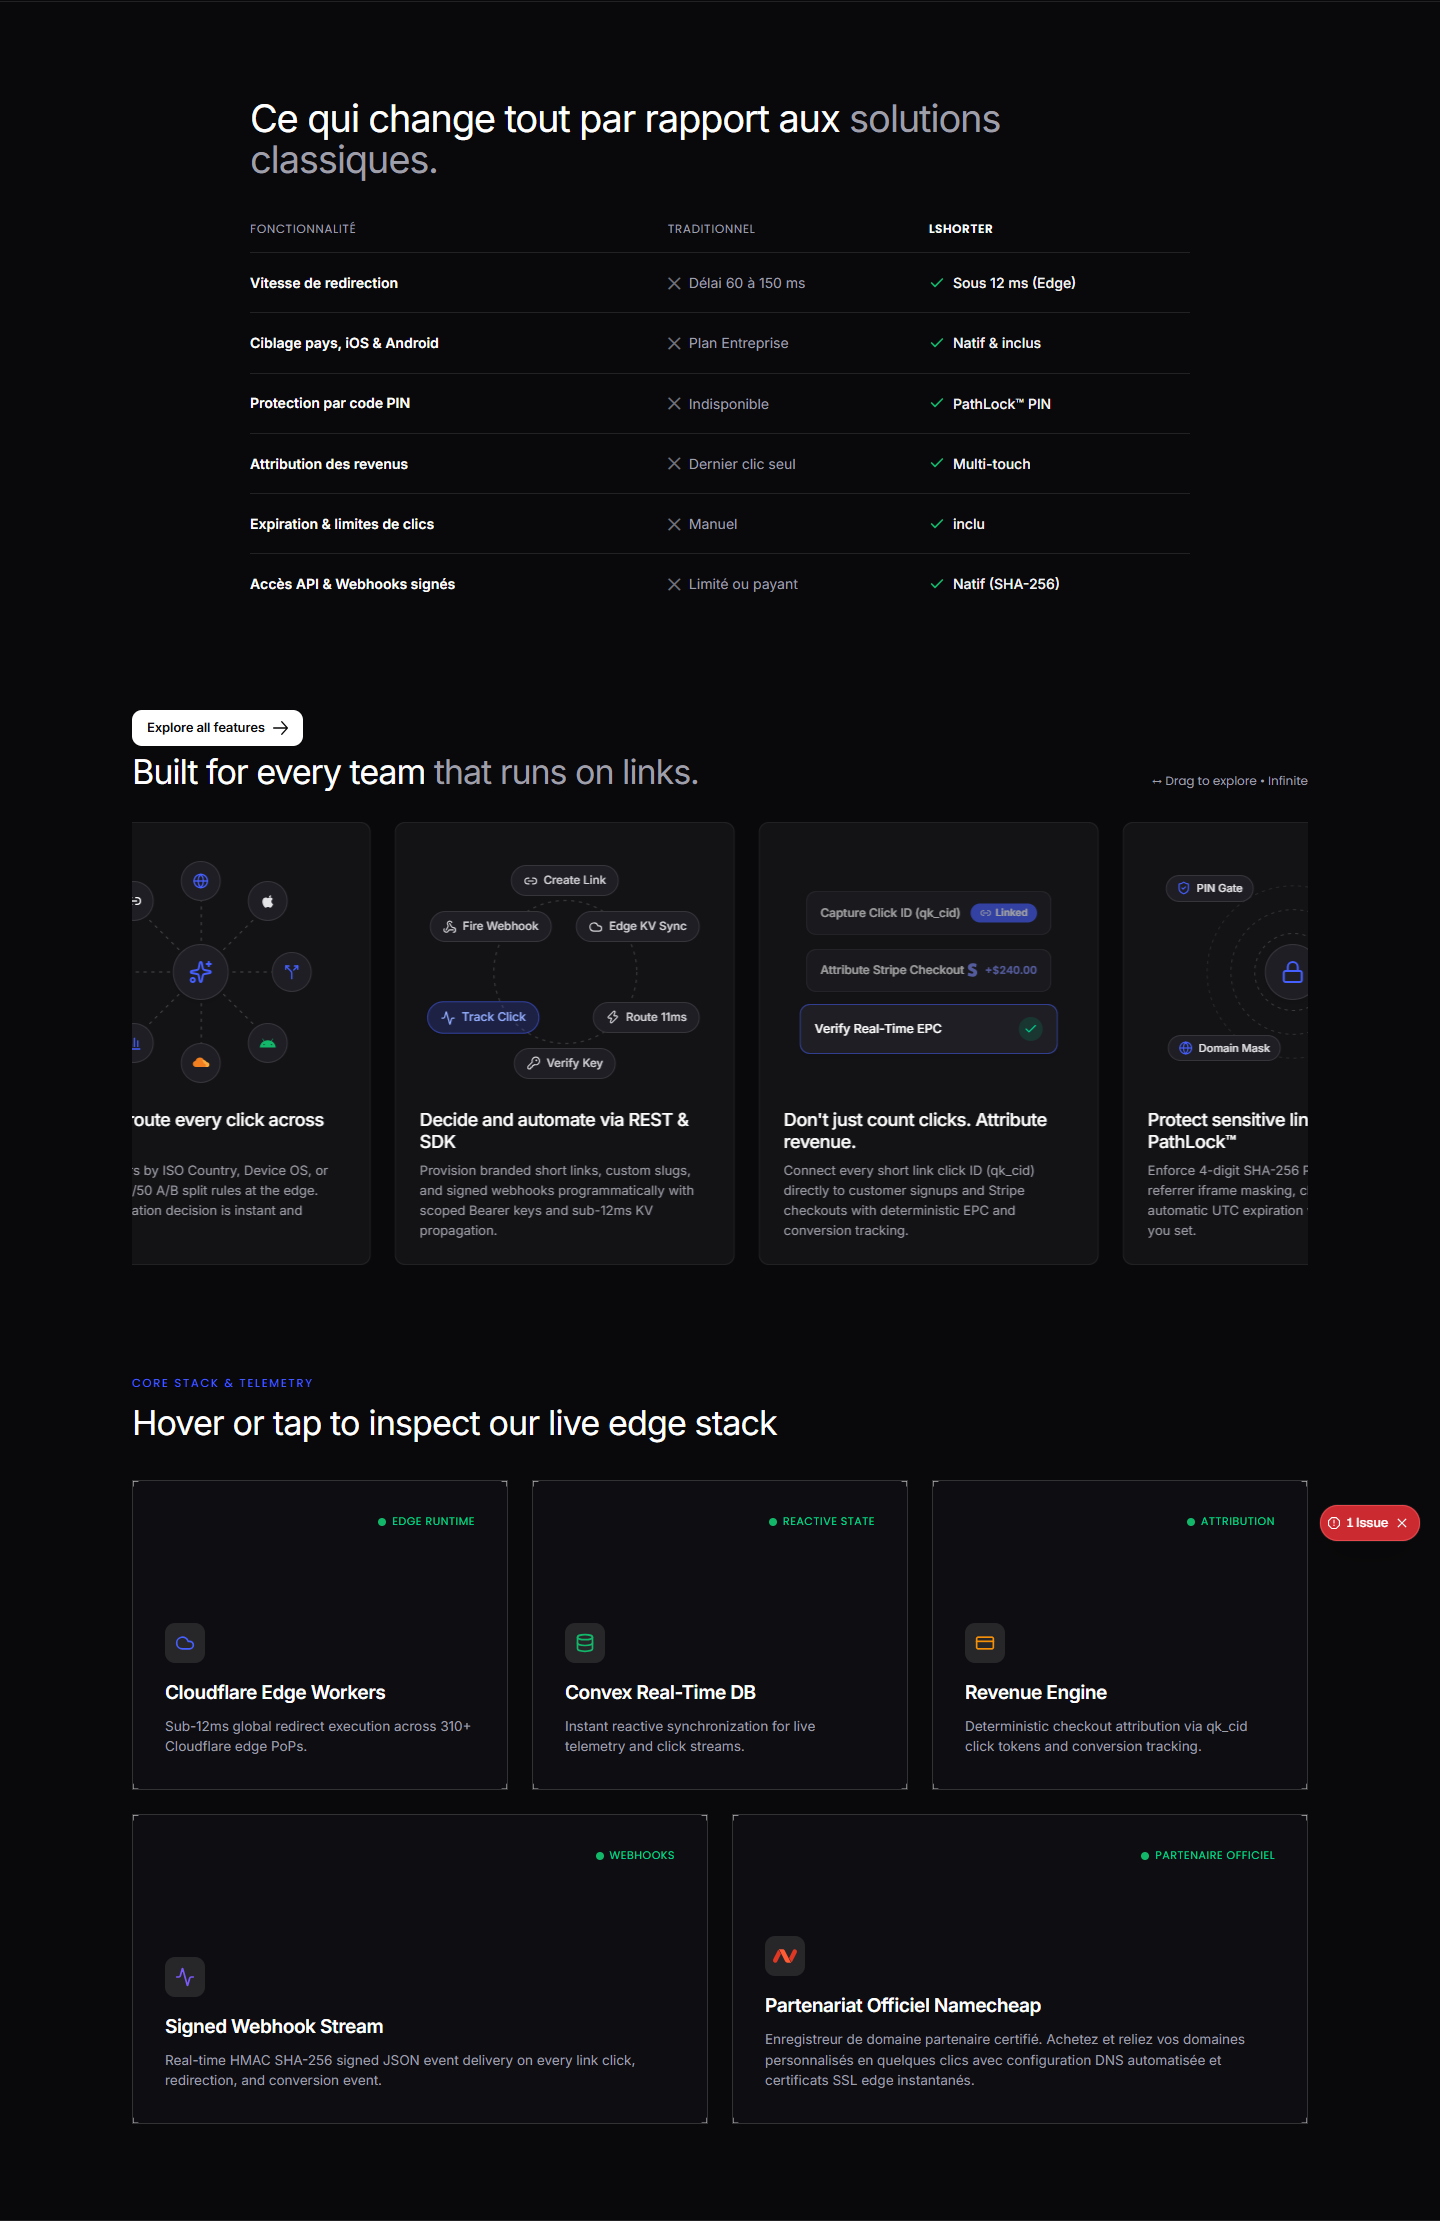 Ce qui change tout par rapport aux solutions
classiques.
FONCTIONNALITÉ TRADITIONNEL LSHORTER
Vitesse de redirection Délai 60 à 150 ms Sous 12 ms (Edge)
Ciblage pays, iOS & Android Plan Entreprise Natif & inclus
Protection par code PIN Indisponible PathLock™ PIN
Attribution des revenus Dernier clic seul Multi-touch
Expiration & limites de clics Manuel inclu
Accès API & Webhooks signés Limité ou payant Natif (SHA-256)
Explore all features →
Built for every team that runs on links.
↔ Drag to explore • Infinite
route every click across
s by ISO Country, Device OS, or
/50 A/B split rules at the edge.
ation decision is instant and
Create Link
Fire Webhook
Edge KV Sync
Track Click
Route 11ms
Verify Key
Decide and automate via REST &
SDK
Provision branded short links, custom slugs,
and signed webhooks programmatically with
scoped Bearer keys and sub-12ms KV
propagation.
Capture Click ID (qk_cid) Linked
Attribute Stripe Checkout S +$240.00
Verify Real-Time EPC
Don't just count clicks. Attribute
revenue.
Connect every short link click ID (qk_cid)
directly to customer signups and Stripe
checkouts with deterministic EPC and
conversion tracking.
PIN Gate
Domain Mask
Protect sensitive lin
PathLock™
Enforce 4-digit SHA-256 P
referrer iframe masking, c
automatic UTC expiration
you set.
CORE STACK & TELEMETRY
Hover or tap to inspect our live edge stack
EDGE RUNTIME
Cloudflare Edge Workers
Sub-12ms global redirect execution across 310+
Cloudflare edge PoPs.
REACTIVE STATE
Convex Real-Time DB
Instant reactive synchronization for live
telemetry and click streams.
ATTRIBUTION
Revenue Engine
Deterministic checkout attribution via qk_cid
click tokens and conversion tracking.
1 Issue
WEBHOOKS
Signed Webhook Stream
Real-time HMAC SHA-256 signed JSON event delivery on every link click,
redirection, and conversion event.
PARTENAIRE OFFICIEL
Partenariat Officiel Namecheap
Enregistreur de domaine partenaire certifié. Achetez et reliez vos domaines
personnalisés en quelques clics avec configuration DNS automatisée et
certificats SSL edge instantanés.